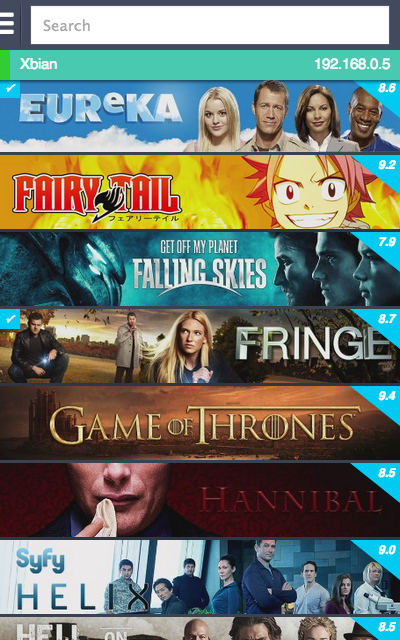 Search
Xbian 192.168.0.5
8.6
EUReKA
9.2
FAIRY TAIL
フェアリーテイル
7.9
GET OFF MY PLANET
FALLING SKIES
8.7
FRINGE
9.4
GAME OF THRONES
8.5
HANNIBAL
9.0
Syfy
HELIX
8.5
HELL ON